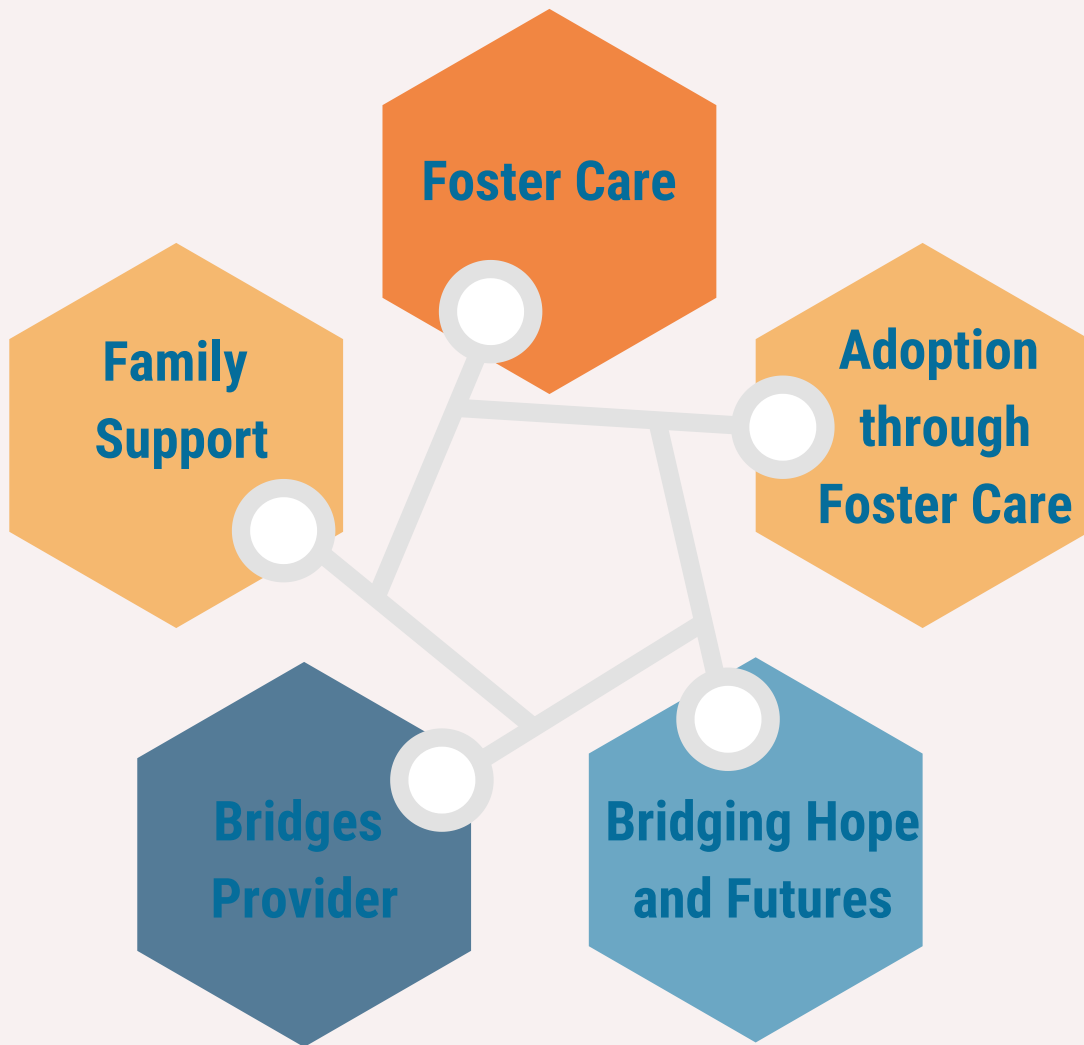 Foster Care
Family
Support
Adoption
through
Foster Care
Bridges
Provider
Bridging Hope
and Futures